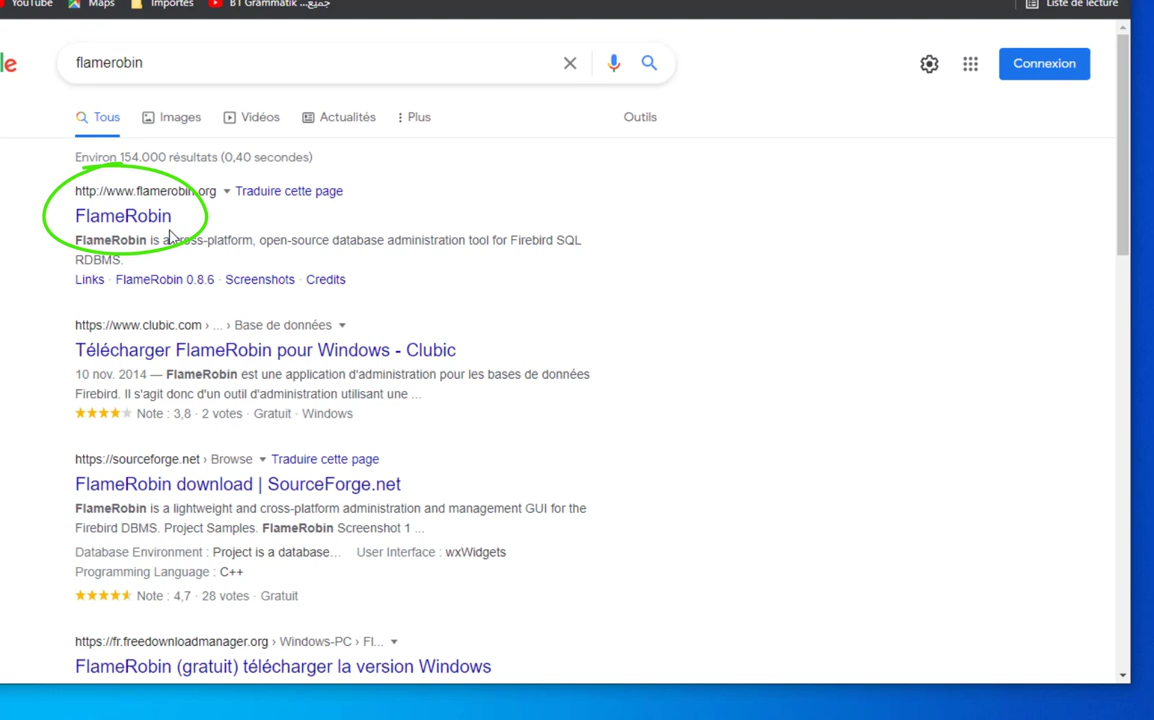 YouTube Maps Importés BT Grammatik ...جميع Liste de lecture
le flamerobin Connexion
Tous Images Vidéos Actualités Plus Outils
Environ 154.000 résultats (0,40 secondes)
http://www.flamerobin.org Traduire cette page
FlameRobin
FlameRobin is a cross-platform, open-source database administration tool for Firebird SQL
RDBMS.
Links · FlameRobin 0.8.6 · Screenshots · Credits
https://www.clubic.com › ... › Base de données
Télécharger FlameRobin pour Windows - Clubic
10 nov. 2014 — FlameRobin est une application d'administration pour les bases de données
Firebird. Il s'agit donc d'un outil d'administration utilisant une ...
Note : 3,8 · 2 votes · Gratuit · Windows
https://sourceforge.net › Browse Traduire cette page
FlameRobin download | SourceForge.net
FlameRobin is a lightweight and cross-platform administration and management GUI for the
Firebird DBMS. Project Samples. FlameRobin Screenshot 1 ...
Database Environment : Project is a database... User Interface : wxWidgets
Programming Language : C++
Note : 4,7 · 28 votes · Gratuit
https://fr.freedownloadmanager.org › Windows-PC › Fl...
FlameRobin (gratuit) télécharger la version Windows